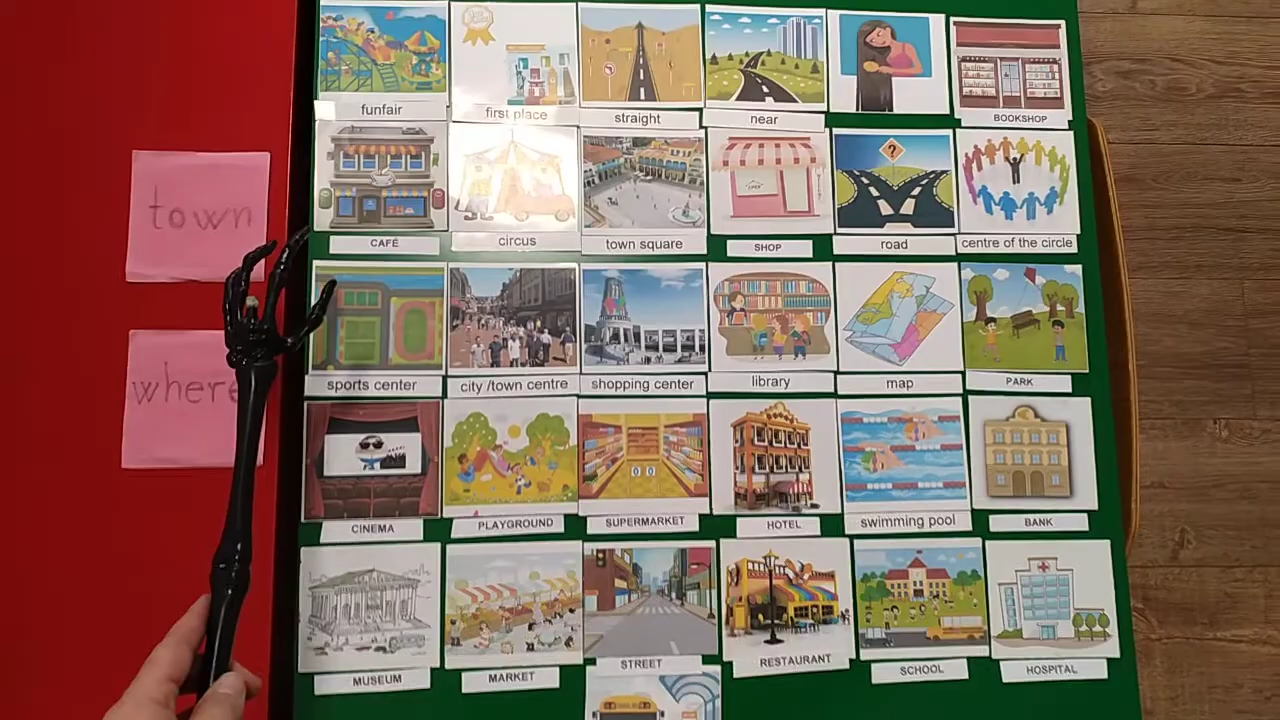 funfair
first place
straight
near
BOOKSHOP
CAFÉ
circus
town square
SHOP
road
centre of the circle
town
sports center
city /town centre
shopping center
library
map
PARK
where
CINEMA
PLAYGROUND
SUPERMARKET
HOTEL
swimming pool
BANK
MUSEUM
MARKET
STREET
RESTAURANT
SCHOOL
HOSPITAL